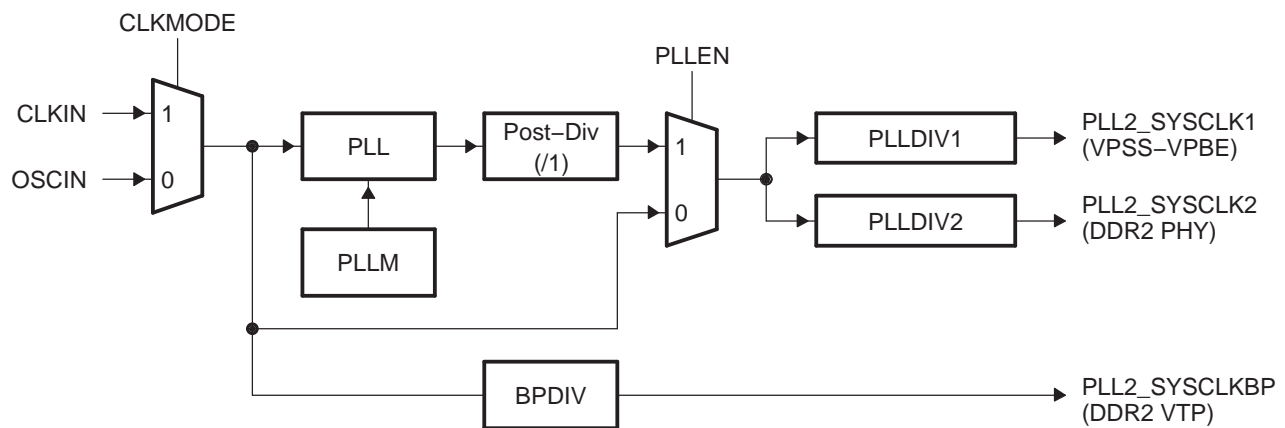 CLKMODE
PLLEN
CLKIN
1
OSCIN
0
PLL
Post−Div
(/1)
1
0
PLLM
PLLDIV1
PLL2_SYSCLK1
(VPSS−VPBE)
PLLDIV2
PLL2_SYSCLK2
(DDR2 PHY)
BPDIV
PLL2_SYSCLKBP
(DDR2 VTP)